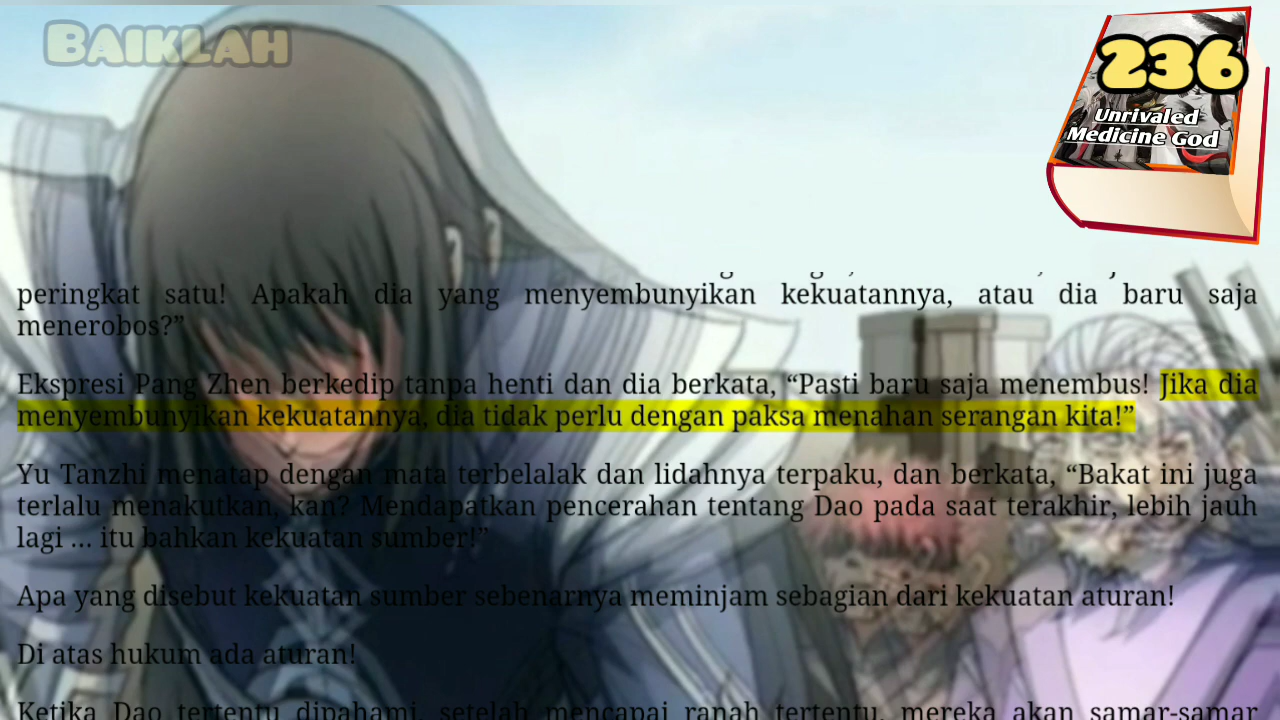 BAIKLAH
236
Unrivaled
Medicine God
peringkat satu! Apakah dia yang menyembunyikan kekuatannya, atau dia baru saja
menerobos?”
Ekspresi Pang Zhen berkedip tanpa henti dan dia berkata, “Pasti baru saja menembus! Jika dia
menyembunyikan kekuatannya, dia tidak perlu dengan paksa menahan serangan kita!”
Yu Tanzhi menatap dengan mata terbelalak dan lidahnya terpaku, dan berkata, “Bakat ini juga
terlalu menakutkan, kan? Mendapatkan pencerahan tentang Dao pada saat terakhir, lebih jauh
lagi … itu bahkan kekuatan sumber!”
Apa yang disebut kekuatan sumber sebenarnya meminjam sebagian dari kekuatan aturan!
Di atas hukum ada aturan!
Ketika Dao tertentu dipahami, setelah mencapai ranah tertentu, mereka akan samar-samar